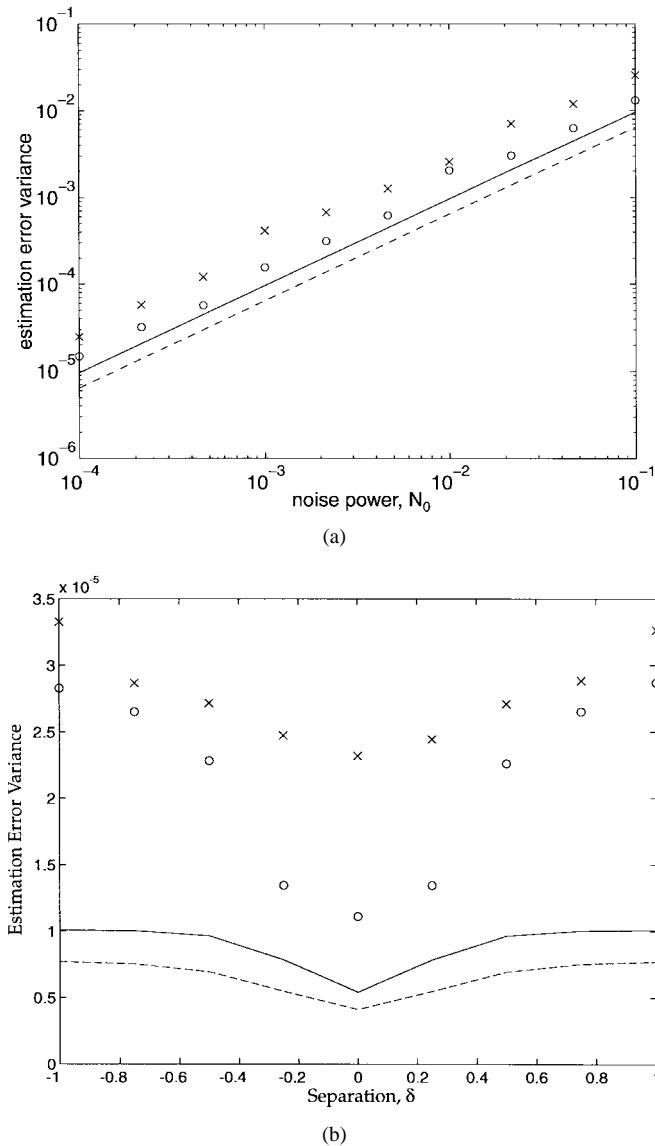 10^-1
10^-2
10^-3
10^-4
10^-5
10^-6
estimation error variance
10^-4 10^-3 10^-2 10^-1
noise power, N_0
(a)
x 10^-5
3.5
3
2.5
2
1.5
1
0.5
0
Estimation Error Variance
-1 -0.8 -0.6 -0.4 -0.2 0 0.2 0.4 0.6 0.8 1
Separation, δ
(b)